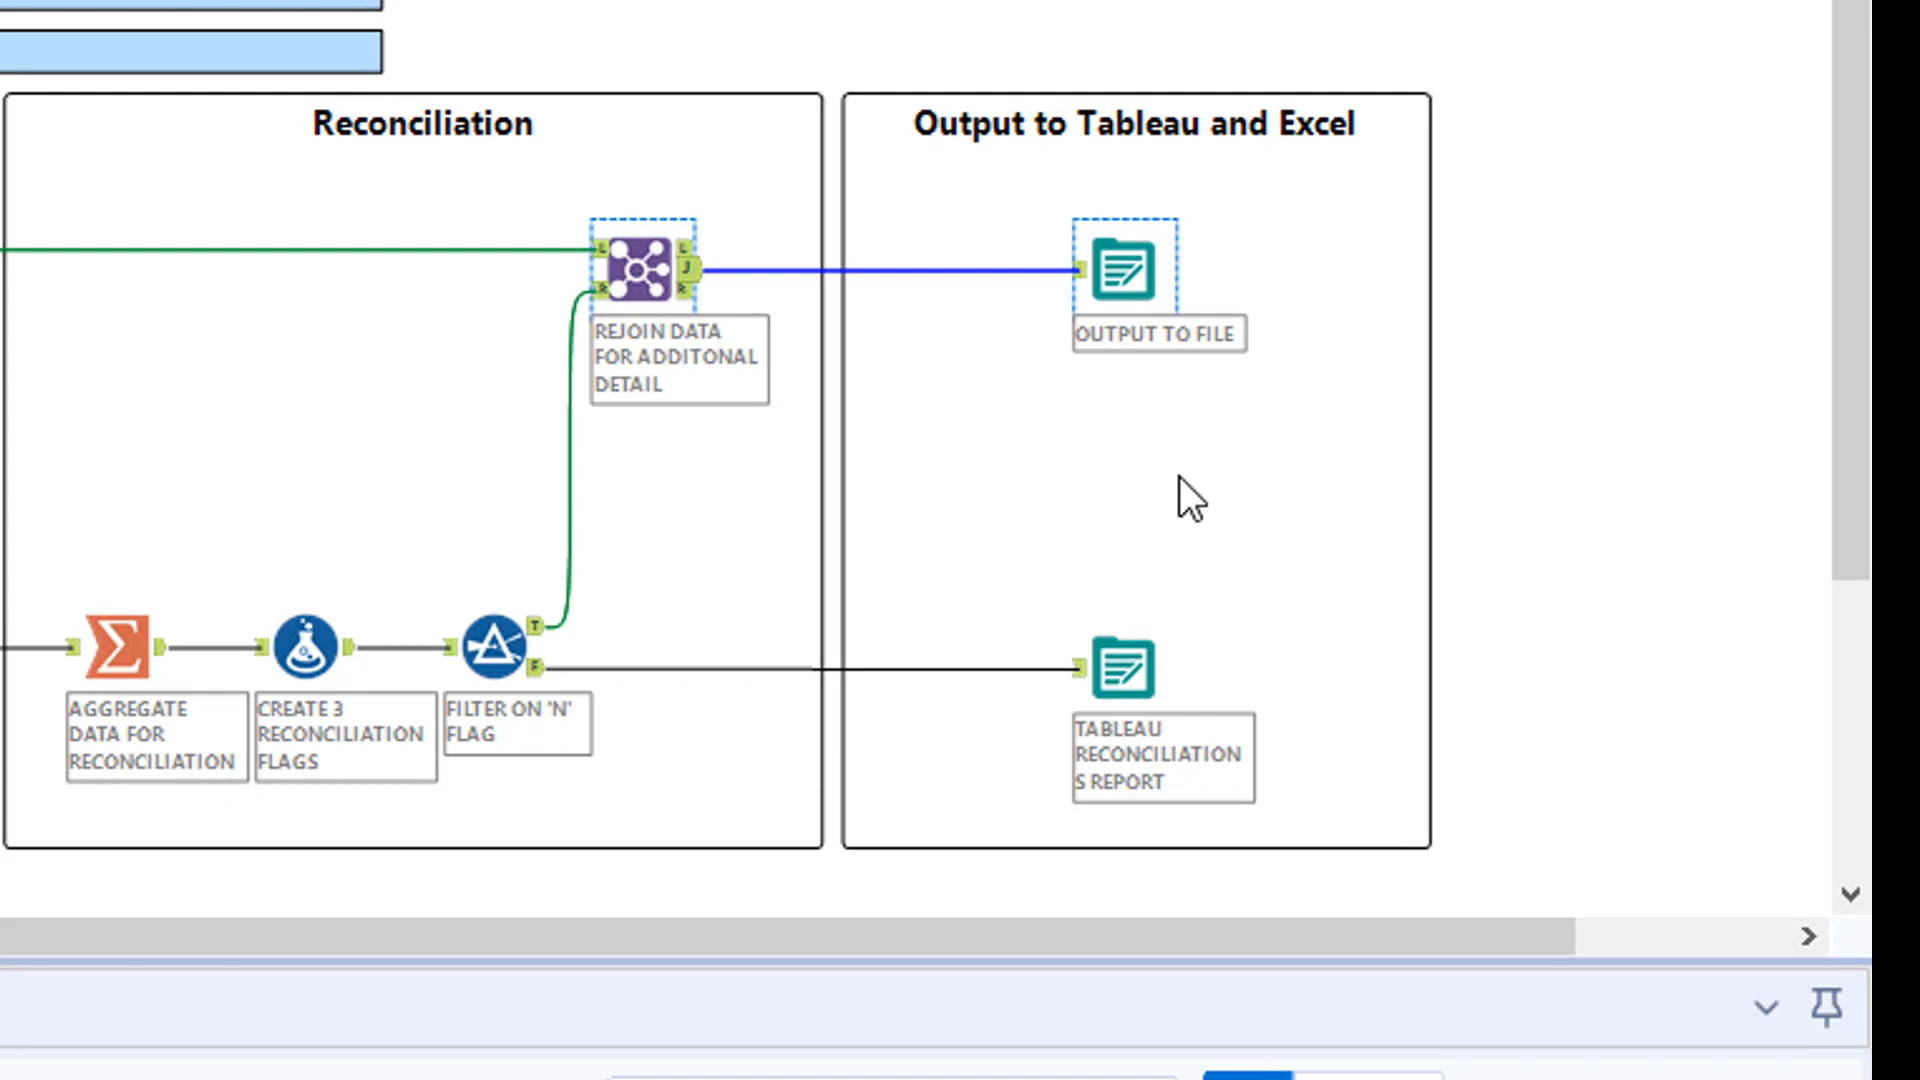 Reconciliation
Output to Tableau and Excel
L
L
J
R
R
REJOIN DATA
FOR ADDITONAL
DETAIL
OUTPUT TO FILE
T
F
AGGREGATE
DATA FOR
RECONCILIATION
CREATE 3
RECONCILIATION
FLAGS
FILTER ON 'N'
FLAG
TABLEAU
RECONCILIATION
S REPORT